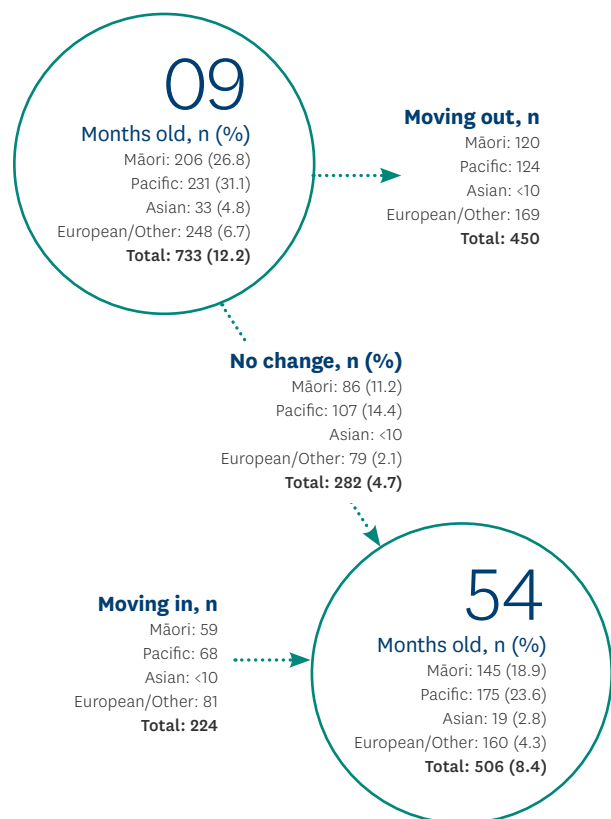 09
Months old, n (%)
Māori: 206 (26.8)
Pacific: 231 (31.1)
Asian: 33 (4.8)
European/Other: 248 (6.7)
Total: 733 (12.2)
Moving out, n
Māori: 120
Pacific: 124
Asian: <10
European/Other: 169
Total: 450
No change, n (%)
Māori: 86 (11.2)
Pacific: 107 (14.4)
Asian: <10
European/Other: 79 (2.1)
Total: 282 (4.7)
Moving in, n
Māori: 59
Pacific: 68
Asian: <10
European/Other: 81
Total: 224
54
Months old, n (%)
Māori: 145 (18.9)
Pacific: 175 (23.6)
Asian: 19 (2.8)
European/Other: 160 (4.3)
Total: 506 (8.4)